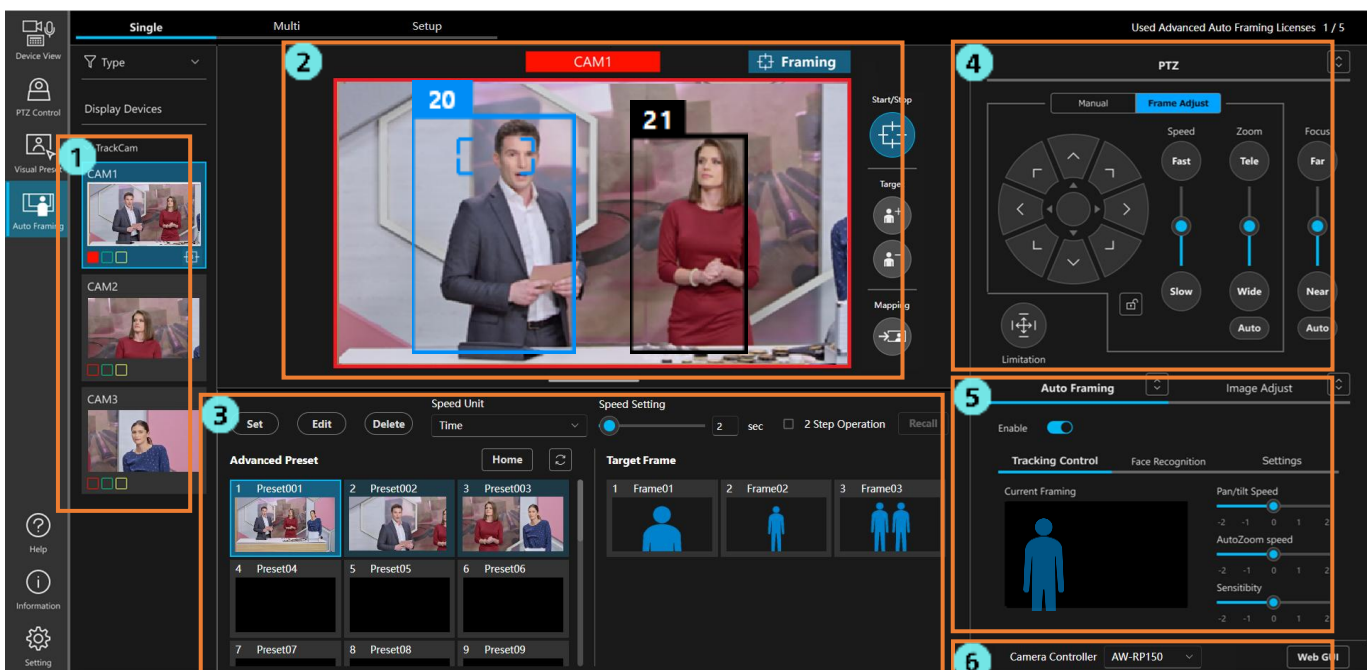 Single
Multi
Setup
Used Advanced Auto Framing Licenses 1 / 5
Device View
PTZ Control
Visual Preset
Auto Framing
Help
Information
Setting
Type
Display Devices
1
TrackCam
CAM1
CAM2
CAM3
2
CAM1
Framing
20
21
Start/Stop
Target
Mapping
3
Set
Edit
Delete
Speed Unit
Time
Speed Setting
2 sec
2 Step Operation
Recall
Advanced Preset
Home
1 Preset001
2 Preset002
3 Preset003
4 Preset04
5 Preset05
6 Preset06
7 Preset07
8 Preset08
9 Preset09
Target Frame
1 Frame01
2 Frame02
3 Frame03
4
PTZ
Manual
Frame Adjust
Speed
Zoom
Focus
Fast
Tele
Far
Slow
Wide
Near
Auto
Auto
Limitation
5
Auto Framing
Image Adjust
Enable
Tracking Control
Face Recognition
Settings
Current Framing
Pan/tilt Speed
-2 -1 0 1 2
AutoZoom speed
-2 -1 0 1 2
Sensitibity
-2 -1 0 1 2
6
Camera Controller
AW-RP150
Web GUI